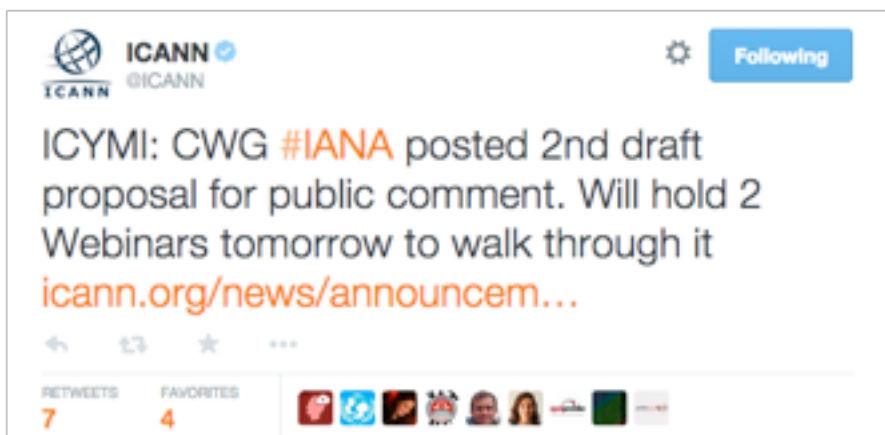 ICANN
@ICANN
ICANN
Following
ICYMI: CWG #IANA posted 2nd draft
proposal for public comment. Will hold 2
Webinars tomorrow to walk through it
icann.org/news/announcem...
RETWEETS FAVORITES
7 4